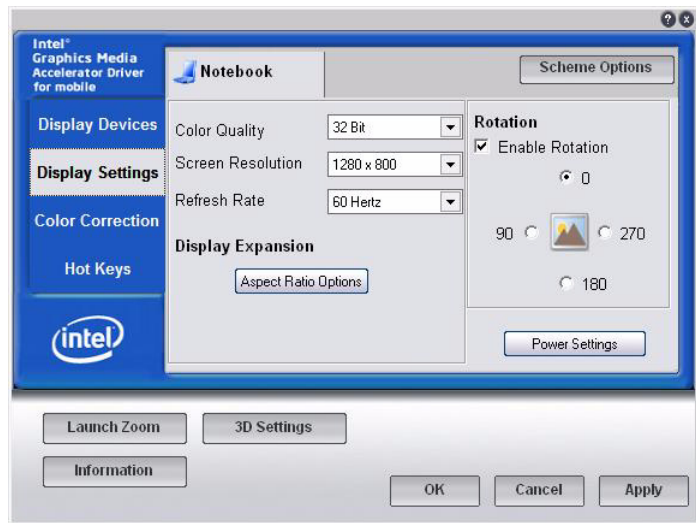 Intel®
Graphics Media
Accelerator Driver
for mobile
Notebook
Scheme Options
Display Devices
Display Settings
Color Correction
Hot Keys
intel
Color Quality
32 Bit
Screen Resolution
1280 x 800
Refresh Rate
60 Hertz
Display Expansion
Aspect Ratio Options
Rotation
Enable Rotation
0
90
270
180
Power Settings
Launch Zoom
3D Settings
Information
OK
Cancel
Apply